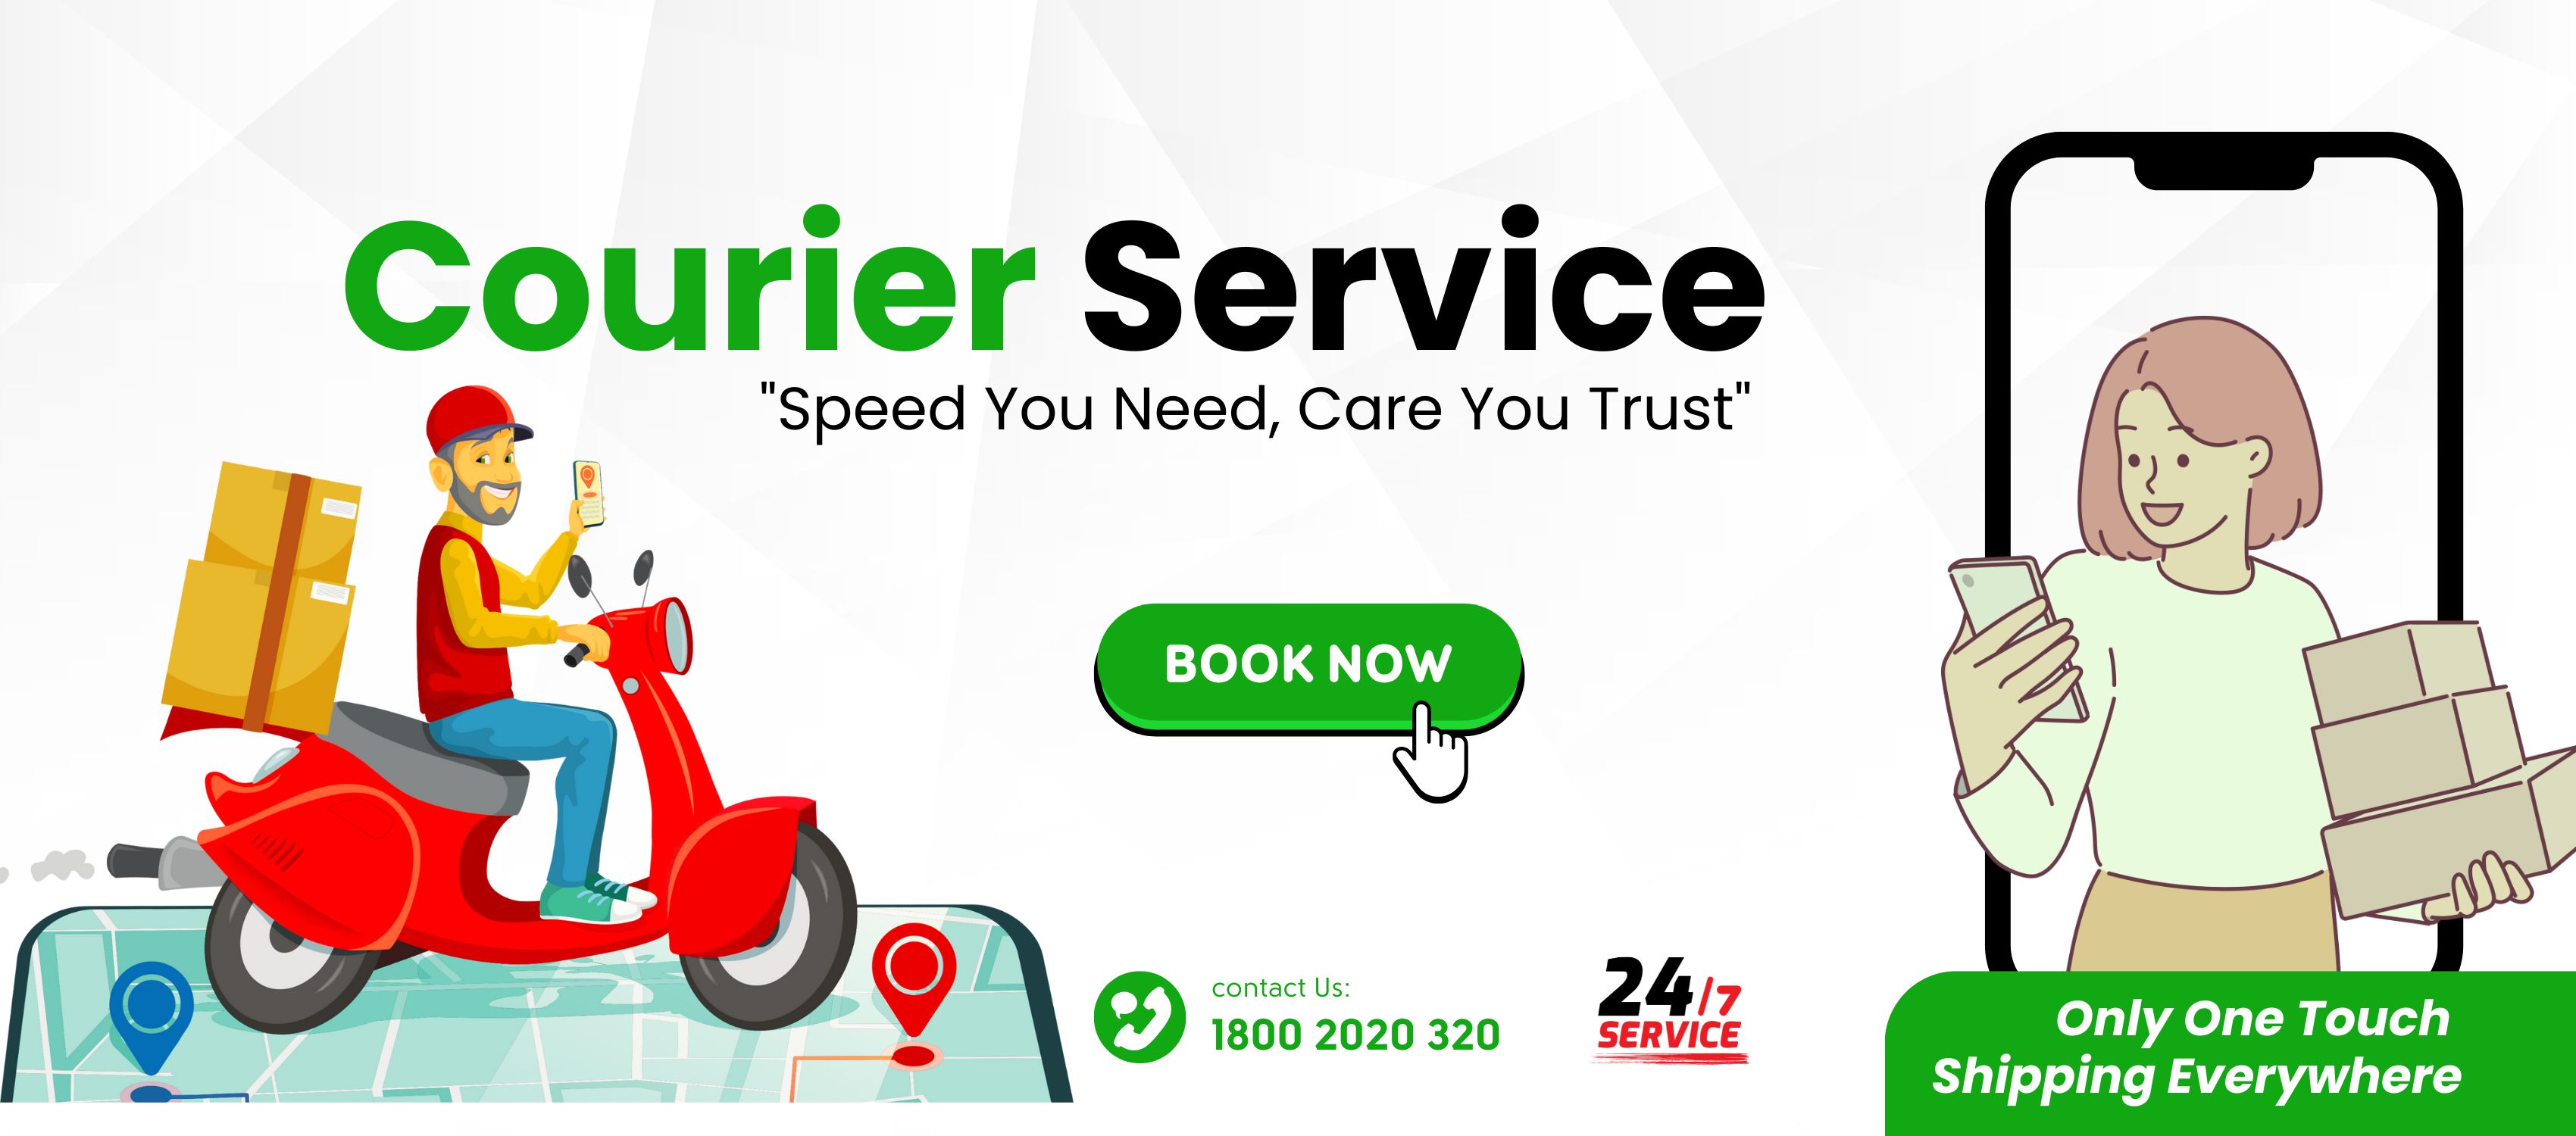 Courier Service
"Speed You Need, Care You Trust"
BOOK NOW
contact Us:
1800 2020 320
24/7
SERVICE
Only One Touch
Shipping Everywhere